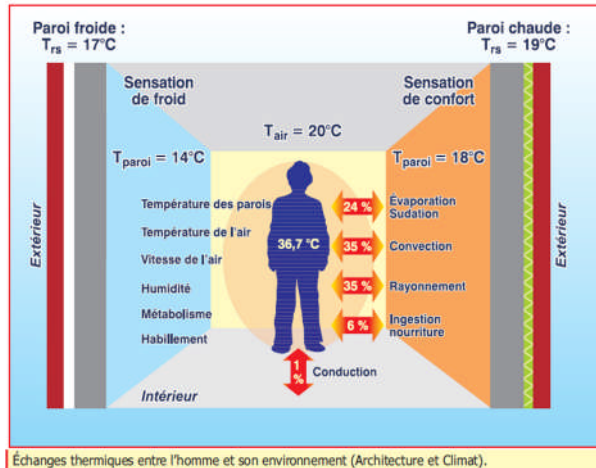 Paroi froide :
Trs = 17°C
Paroi chaude :
Trs = 19°C
Sensation
de froid
Sensation
de confort
Tair = 20°C
Tparoi = 14°C
Tparoi = 18°C
Extérieur
Extérieur
Température des parois
Température de l'air
Vitesse de l'air
Humidité
Métabolisme
Habillement
36,7 °C
24 %
Évaporation
Sudation
35 %
Convection
35 %
Rayonnement
6 %
Ingestion
nourriture
1
%
Conduction
Intérieur
Échanges thermiques entre l'homme et son environnement (Architecture et Climat).